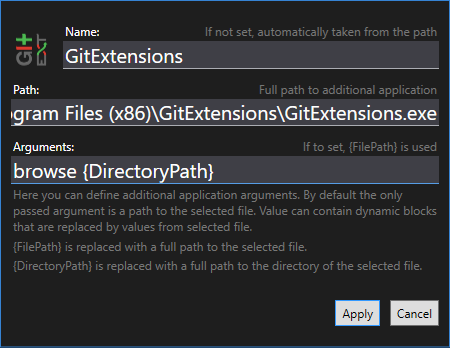 Name:
If not set, automatically taken from the path
Git
Ext
GitExtensions
Path:
Full path to additional application
ogram Files (x86)\GitExtensions\GitExtensions.exe
Arguments:
If to set, {FilePath} is used
browse {DirectoryPath}
Here you can define additional application arguments. By default the only
passed argument is a path to the selected file. Value can contain dynamic blocks
that are replaced by values from selected file.
{FilePath} is replaced with a full path to the selected file.
{DirectoryPath} is replaced with a full path to the directory of the selected file.
Apply
Cancel